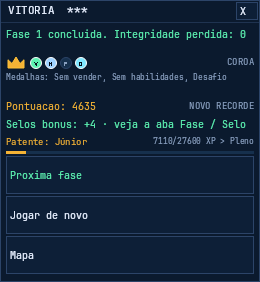 VITORIA *** X
Fase 1 concluida. Integridade perdida: 0
COROA
Medalhas: Sem vender, Sem habilidades, Desafio
Pontuacao: 4635 NOVO RECORDE
Selos bonus: +4 · veja a aba Fase / Selo
Patente: Júnior 7110/27600 XP > Pleno
Proxima fase
Jogar de novo
Mapa